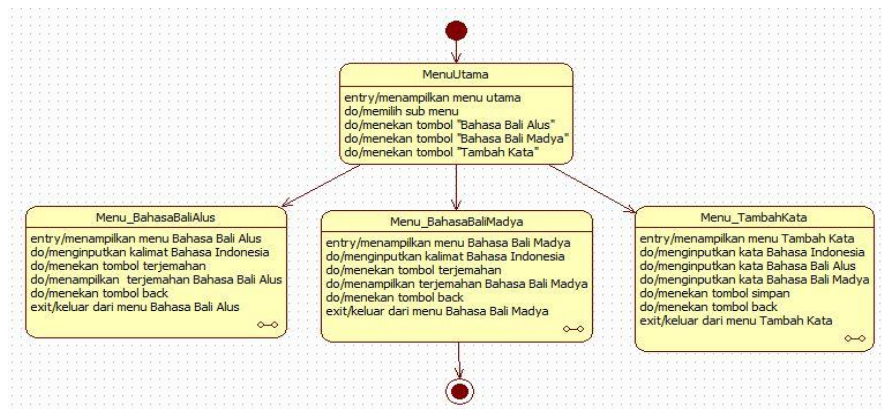 MenuUtama
entry/menampilkan menu utama
do/memilih sub menu
do/menekan tombol "Bahasa Bali Alus"
do/menekan tombol "Bahasa Bali Madya"
do/menekan tombol "Tambah Kata"
Menu_BahasaBaliAlus
entry/menampilkan menu Bahasa Bali Alus
do/menginputkan kalimat Bahasa Indonesia
do/menekan tombol terjemahan
do/menampilkan terjemahan Bahasa Bali Alus
do/menekan tombol back
exit/keluar dari menu Bahasa Bali Alus
Menu_BahasaBaliMadya
entry/menampilkan menu Bahasa Bali Madya
do/menginputkan kalimat Bahasa Indonesia
do/menekan tombol terjemahan
do/menampilkan terjemahan Bahasa Bali Madya
do/menekan tombol back
exit/keluar dari menu Bahasa Bali Madya
Menu_TambahKata
entry/menampilkan menu Tambah Kata
do/menginputkan kata Bahasa Indonesia
do/menginputkan kata Bahasa Bali Alus
do/menginputkan kata Bahasa Bali Madya
do/menekan tombol simpan
do/menekan tombol back
exit/keluar dari menu Tambah Kata